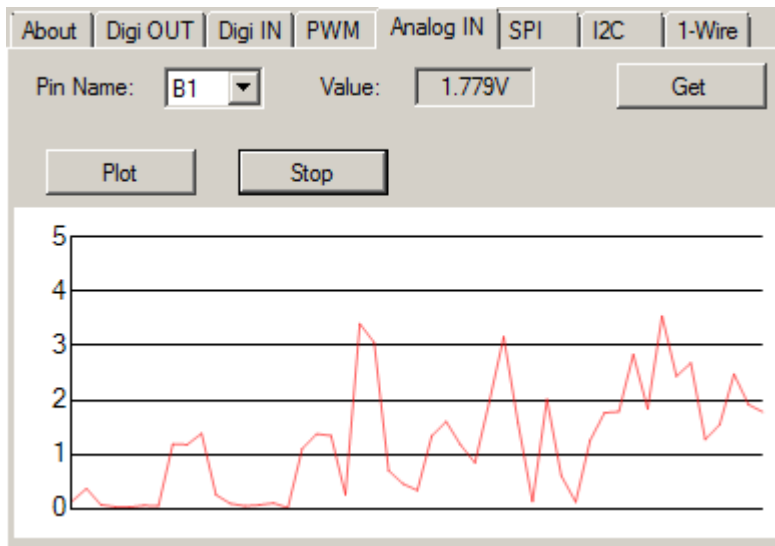 About Digi OUT Digi IN PWM Analog IN SPI I2C 1-Wire
Pin Name: B1 Value: 1.779V Get
Plot Stop
5
4
3
2
1
0